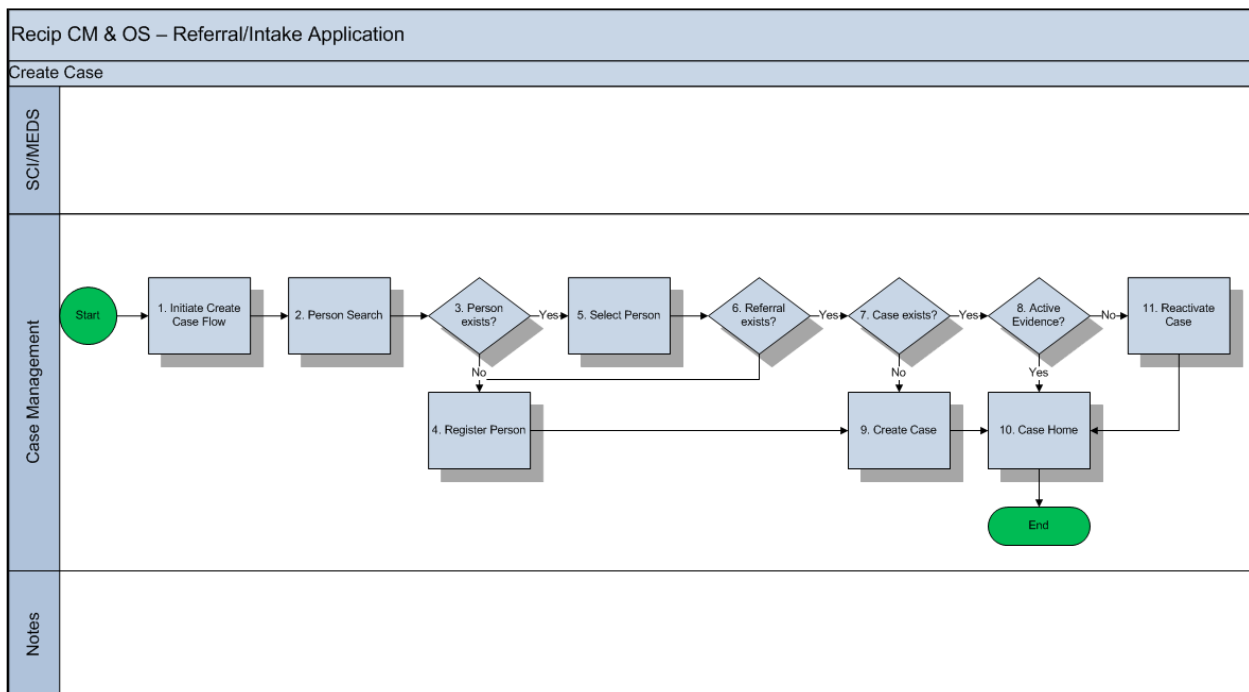 Recip CM & OS – Referral/Intake Application
Create Case
SCI/MEDS
Case Management
Start
1. Initiate Create
Case Flow
2. Person Search
3. Person
exists?
Yes
5. Select Person
6. Referral
exists?
Yes
7. Case exists?
Yes
8. Active
Evidence?
No
11. Reactivate
Case
No
No
Yes
4. Register Person
9. Create Case
10. Case Home
End
Notes